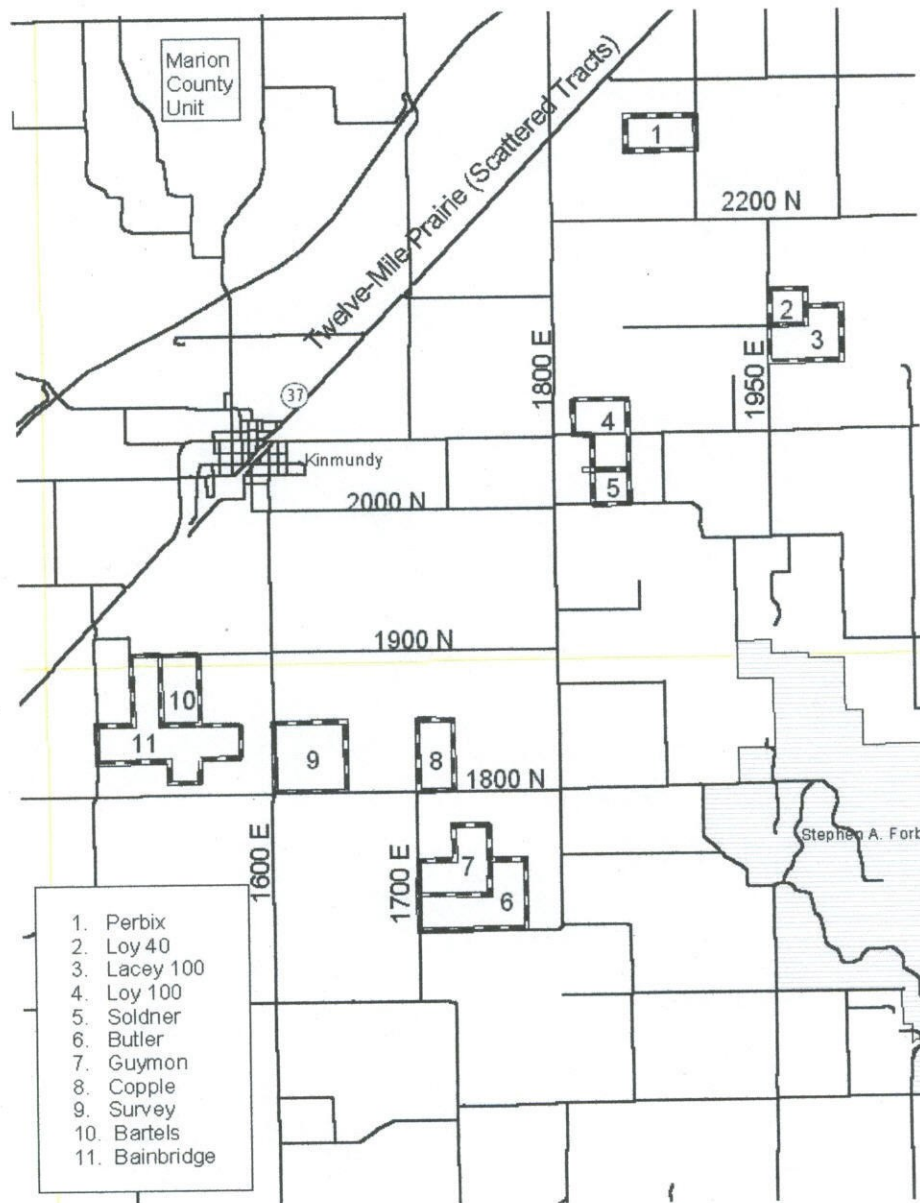 Marion
County
Unit
Twelve-Mile Prairie (Scattered Tracts)
1
2200 N
2
3
1800 E
1950 E
4
37
Kinmundy
5
2000 N
1900 N
10
11
9
8
1800 N
Stephen A. Forb
1600 E
1700 E
7
6
1. Perbix
2. Loy 40
3. Lacey 100
4. Loy 100
5. Soldner
6. Butler
7. Guymon
8. Copple
9. Survey
10. Bartels
11. Bainbridge